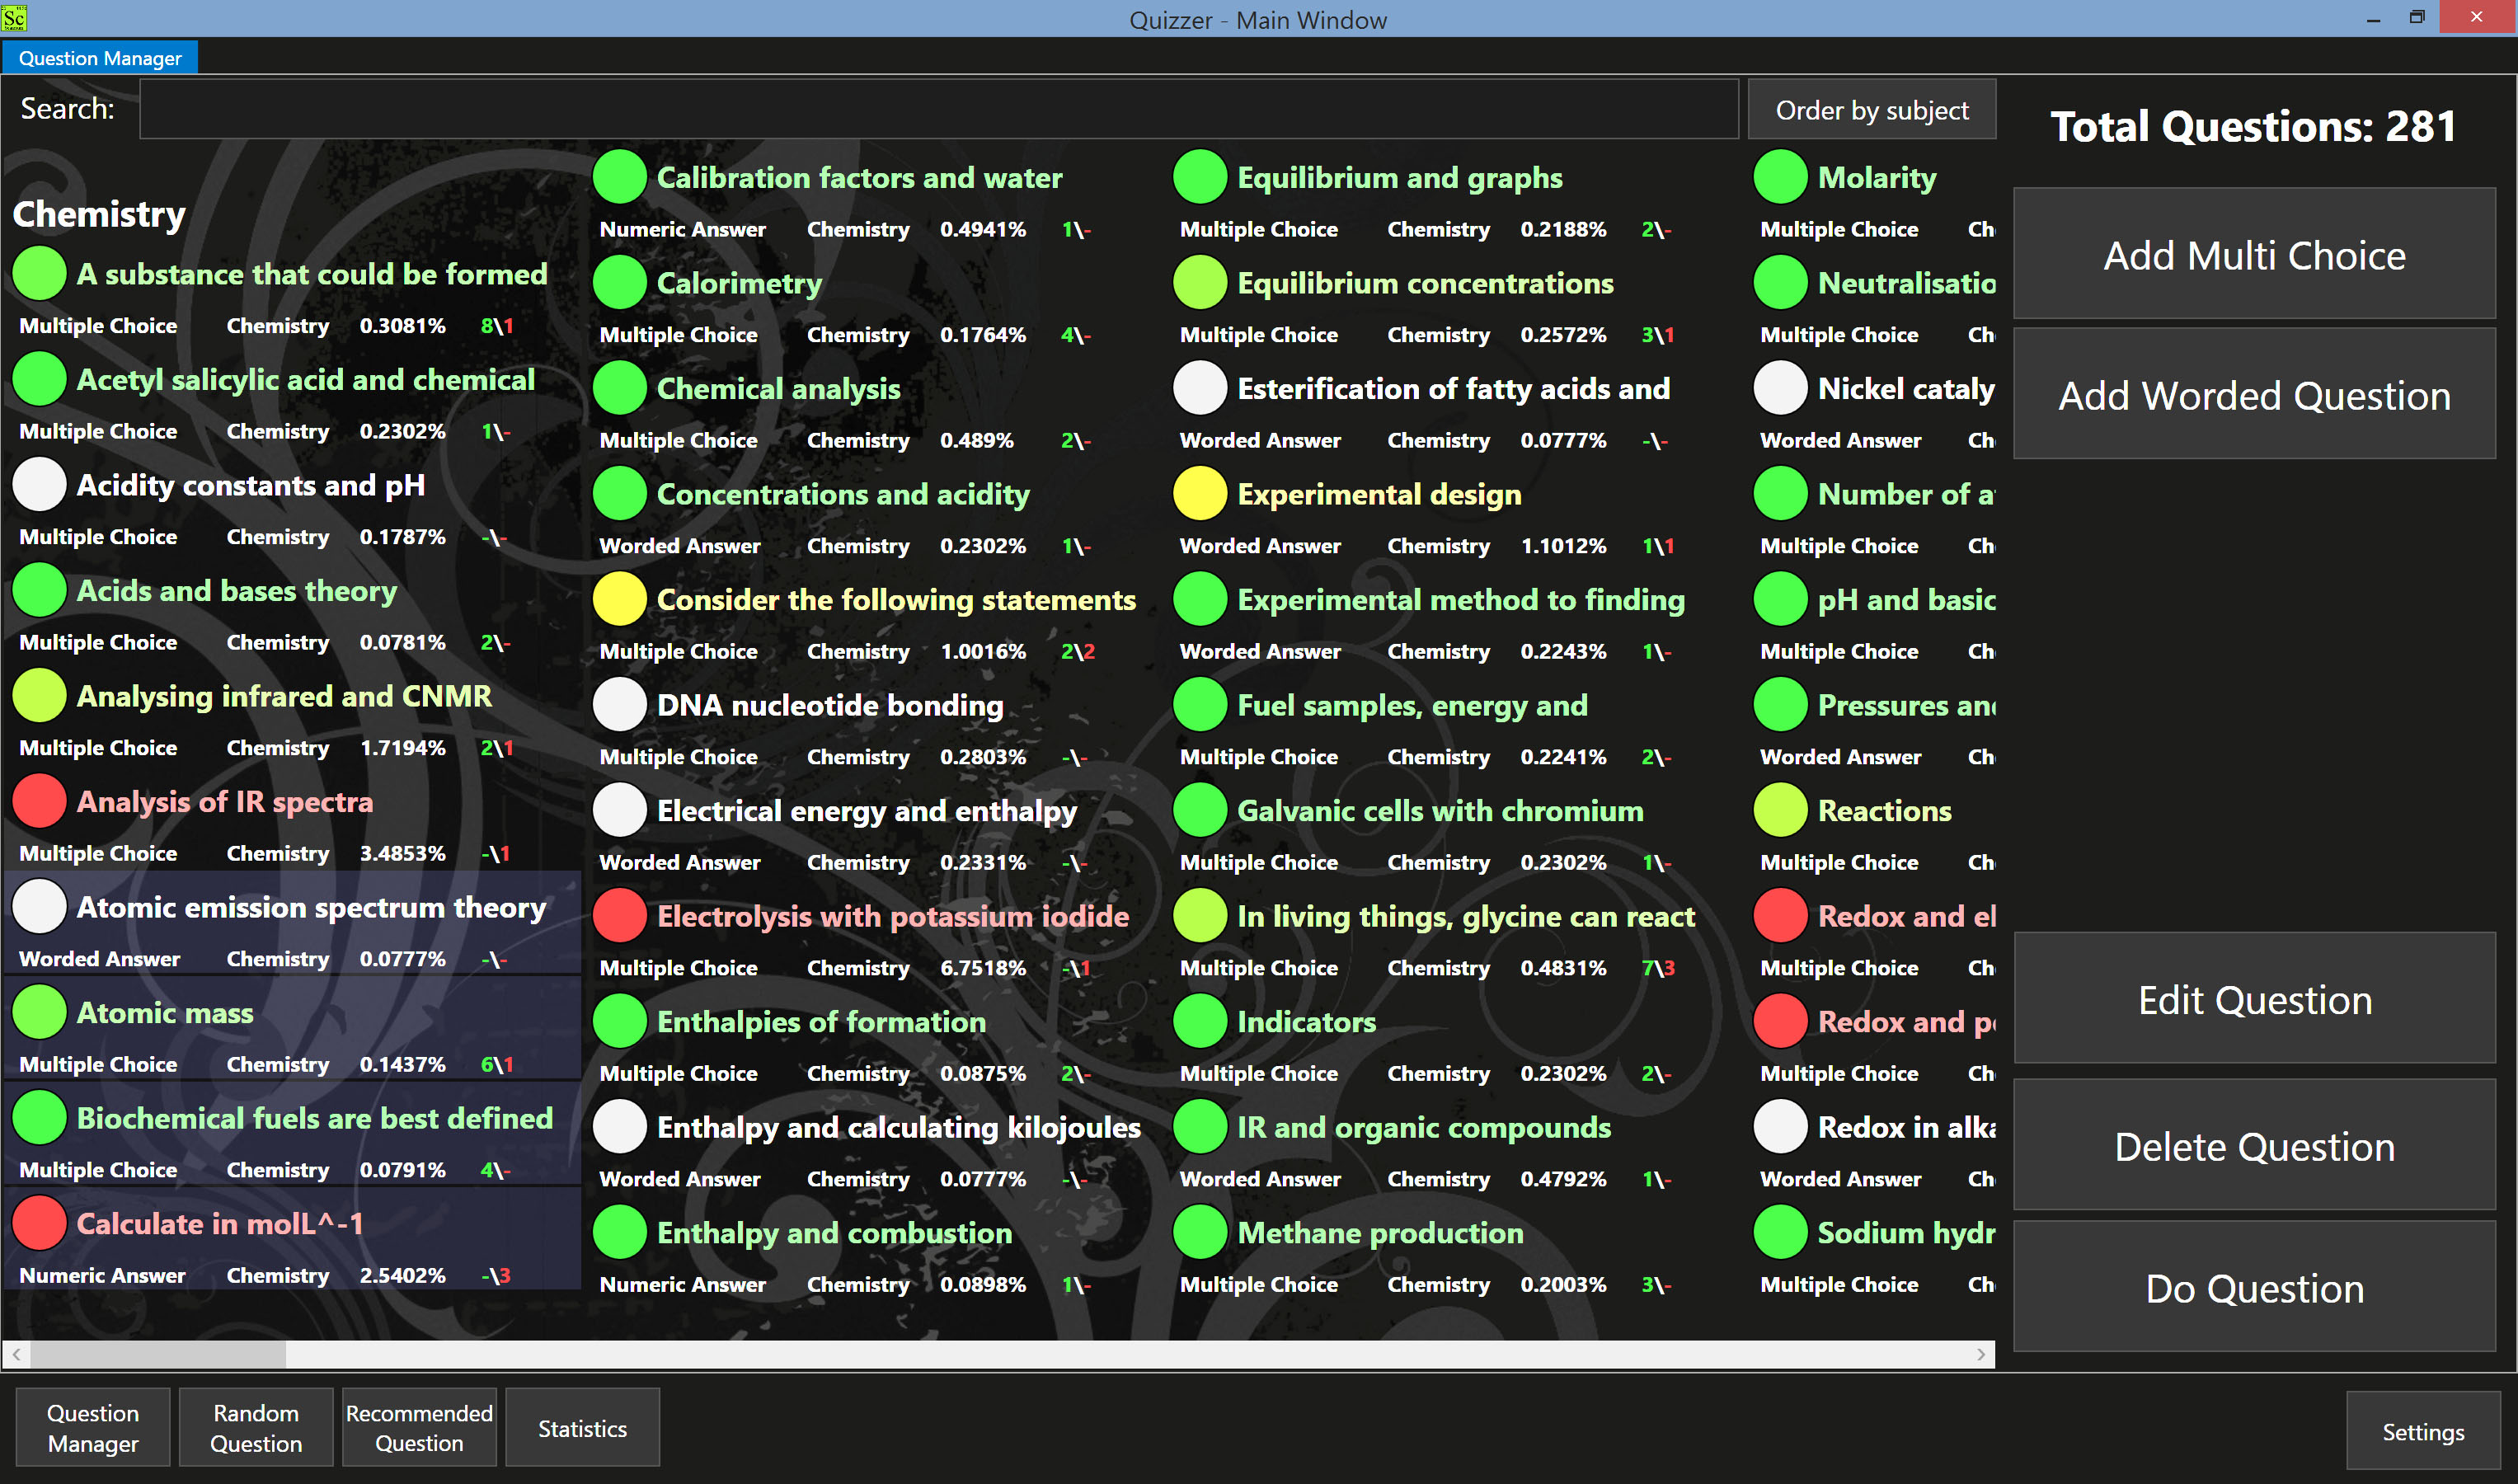 Sc
Quizzer - Main Window
Question Manager
Search:
Order by subject
Total Questions: 281
Chemistry
A substance that could be formed
Multiple Choice Chemistry 0.3081% 8\1
Acetyl salicylic acid and chemical
Multiple Choice Chemistry 0.2302% 1\-
Acidity constants and pH
Multiple Choice Chemistry 0.1787% -\-
Acids and bases theory
Multiple Choice Chemistry 0.0781% 2\-
Analysing infrared and CNMR
Multiple Choice Chemistry 1.7194% 2\1
Analysis of IR spectra
Multiple Choice Chemistry 3.4853% -\1
Atomic emission spectrum theory
Worded Answer Chemistry 0.0777% -\-
Atomic mass
Multiple Choice Chemistry 0.1437% 6\1
Biochemical fuels are best defined
Multiple Choice Chemistry 0.0791% 4\-
Calculate in molL^-1
Numeric Answer Chemistry 2.5402% -\3
Calibration factors and water
Numeric Answer Chemistry 0.4941% 1\-
Calorimetry
Multiple Choice Chemistry 0.1764% 4\-
Chemical analysis
Multiple Choice Chemistry 0.489% 2\-
Concentrations and acidity
Worded Answer Chemistry 0.2302% 1\-
Consider the following statements
Multiple Choice Chemistry 1.0016% 2\2
DNA nucleotide bonding
Multiple Choice Chemistry 0.2803% -\-
Electrical energy and enthalpy
Worded Answer Chemistry 0.2331% -\-
Electrolysis with potassium iodide
Multiple Choice Chemistry 6.7518% -\1
Enthalpies of formation
Multiple Choice Chemistry 0.0875% 2\-
Enthalpy and calculating kilojoules
Worded Answer Chemistry 0.0777% -\-
Enthalpy and combustion
Numeric Answer Chemistry 0.0898% 1\-
Equilibrium and graphs
Multiple Choice Chemistry 0.2188% 2\-
Equilibrium concentrations
Multiple Choice Chemistry 0.2572% 3\1
Esterification of fatty acids and
Worded Answer Chemistry 0.0777% -\-
Experimental design
Worded Answer Chemistry 1.1012% 1\1
Experimental method to finding
Worded Answer Chemistry 0.2243% 1\-
Fuel samples, energy and
Multiple Choice Chemistry 0.2241% 2\-
Galvanic cells with chromium
Multiple Choice Chemistry 0.2302% 1\-
In living things, glycine can react
Multiple Choice Chemistry 0.4831% 7\3
Indicators
Multiple Choice Chemistry 0.2302% 2\-
IR and organic compounds
Worded Answer Chemistry 0.4792% 1\-
Methane production
Multiple Choice Chemistry 0.2003% 3\-
Molarity
Multiple Choice Ch
Neutralisatio
Multiple Choice Ch
Nickel cataly
Worded Answer Ch
Number of a
Multiple Choice Ch
pH and basic
Multiple Choice Ch
Pressures and
Worded Answer Ch
Reactions
Multiple Choice Ch
Redox and el
Multiple Choice Ch
Redox and p
Multiple Choice Ch
Redox in alka
Worded Answer Ch
Sodium hydr
Multiple Choice Ch
Add Multi Choice
Add Worded Question
Edit Question
Delete Question
Do Question
Question
Manager
Random
Question
Recommended
Question
Statistics
Settings